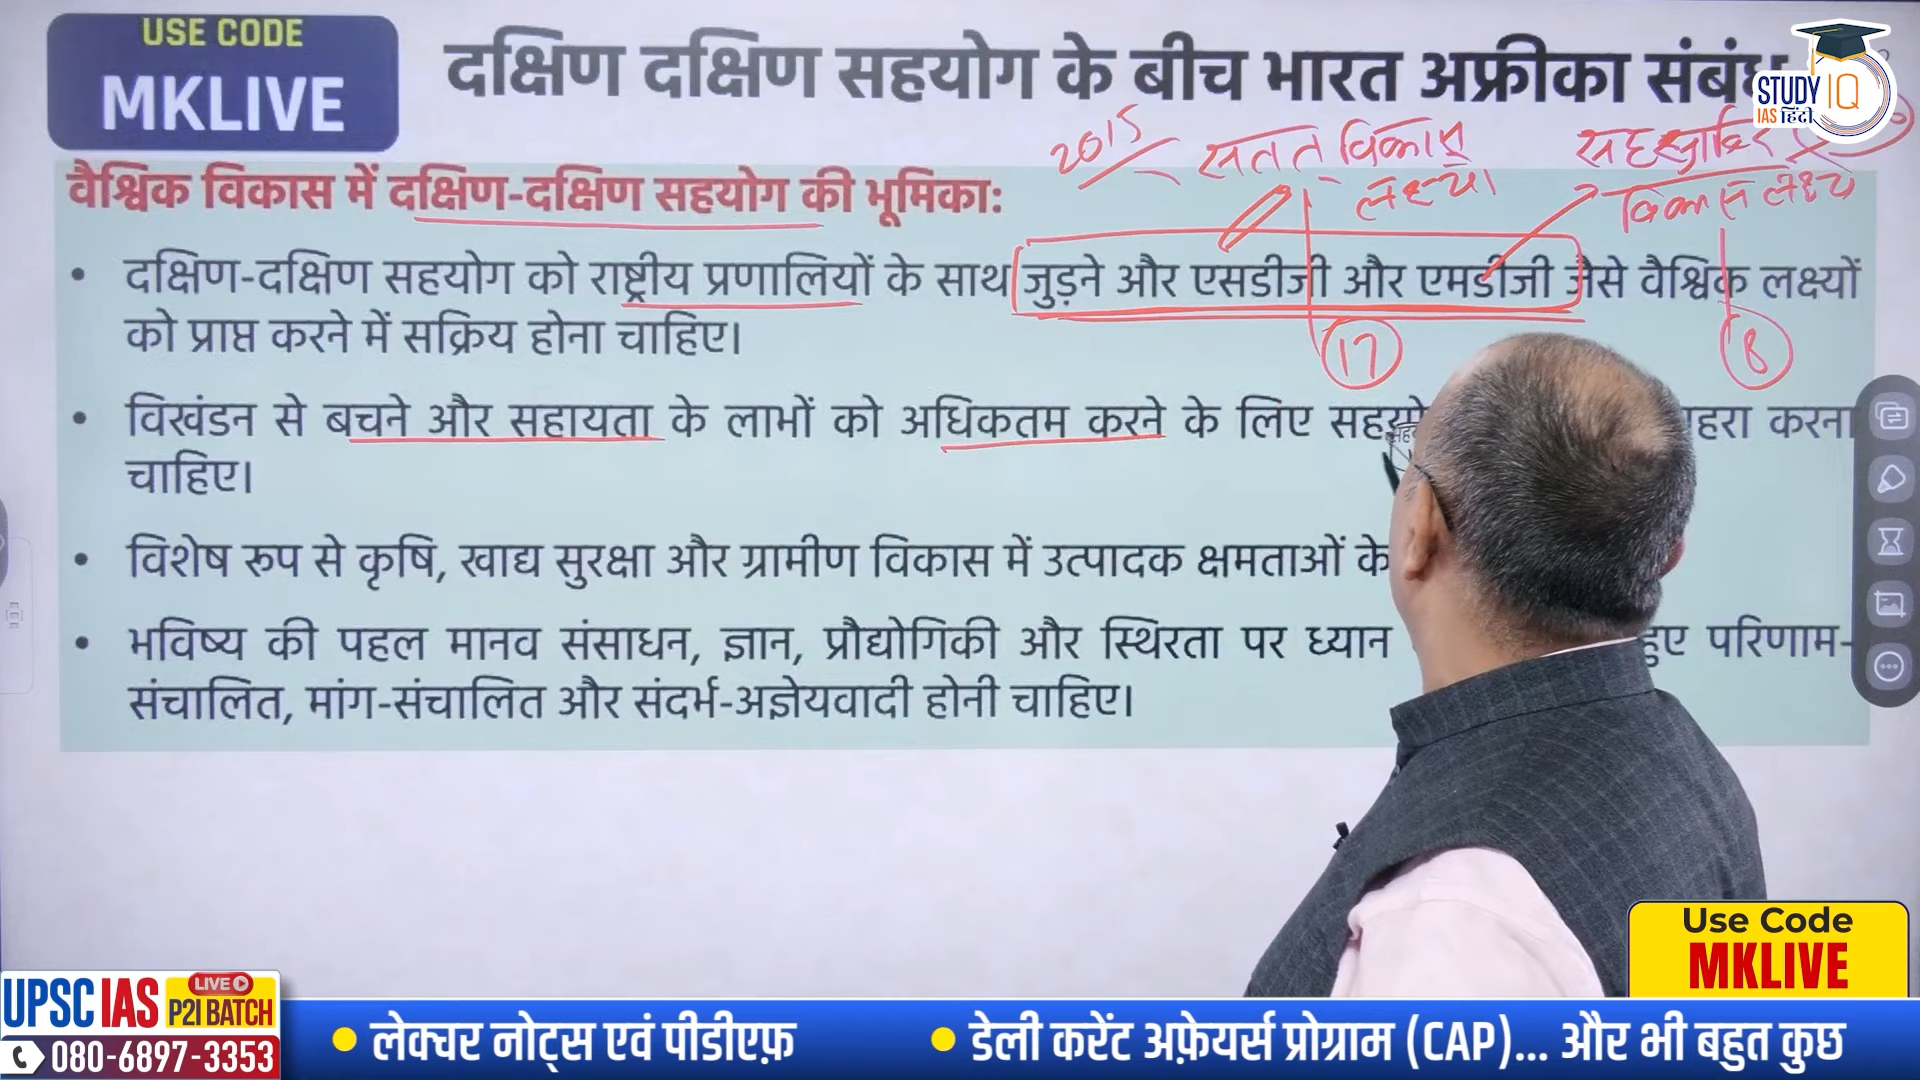 USE CODE
MKLIVE
दक्षिण दक्षिण सहयोग के बीच भारत अफ्रीका संबंध
STUDY IQ
IAS हिंदी
2015
सतत विकास
लक्ष्य
विकास लक्ष्य
वैश्विक विकास में दक्षिण-दक्षिण सहयोग की भूमिका:
• दक्षिण-दक्षिण सहयोग को राष्ट्रीय प्रणालियों के साथ जुड़ने और एसडीजी और एमडीजी जैसे वैश्विक लक्ष्यों
को प्राप्त करने में सक्रिय होना चाहिए।
17
8
• विखंडन से बचने और सहायता के लाभों को अधिकतम करने के लिए करना
चाहिए।
• विशेष रूप से कृषि, खाद्य सुरक्षा और ग्रामीण विकास में उत्पादक क्षमताओं के
• भविष्य की पहल मानव संसाधन, ज्ञान, प्रौद्योगिकी और स्थिरता पर ध्यान हुए परिणाम-
संचालित, मांग-संचालित और संदर्भ-अज्ञेयवादी होनी चाहिए।
Use Code
MKLIVE
UPSC IAS LIVE P2I BATCH
080-6897-3353
• लेक्चर नोट्स एवं पीडीएफ़ • डेली करेंट अफ़ेयर्स प्रोग्राम (CAP)... और भी बहुत कुछ